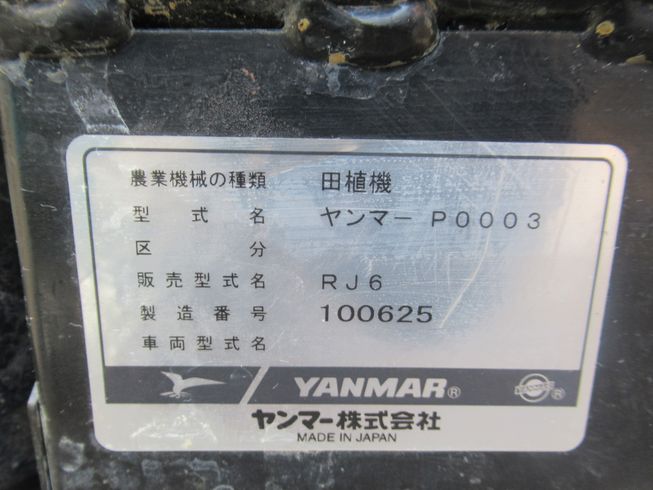 農業機械の種類 田植機
型式名 ヤンマー P0003
区分
販売型式名 RJ6
製造番号 100625
車両型式名
YANMAR®
ヤンマー株式会社
MADE IN JAPAN